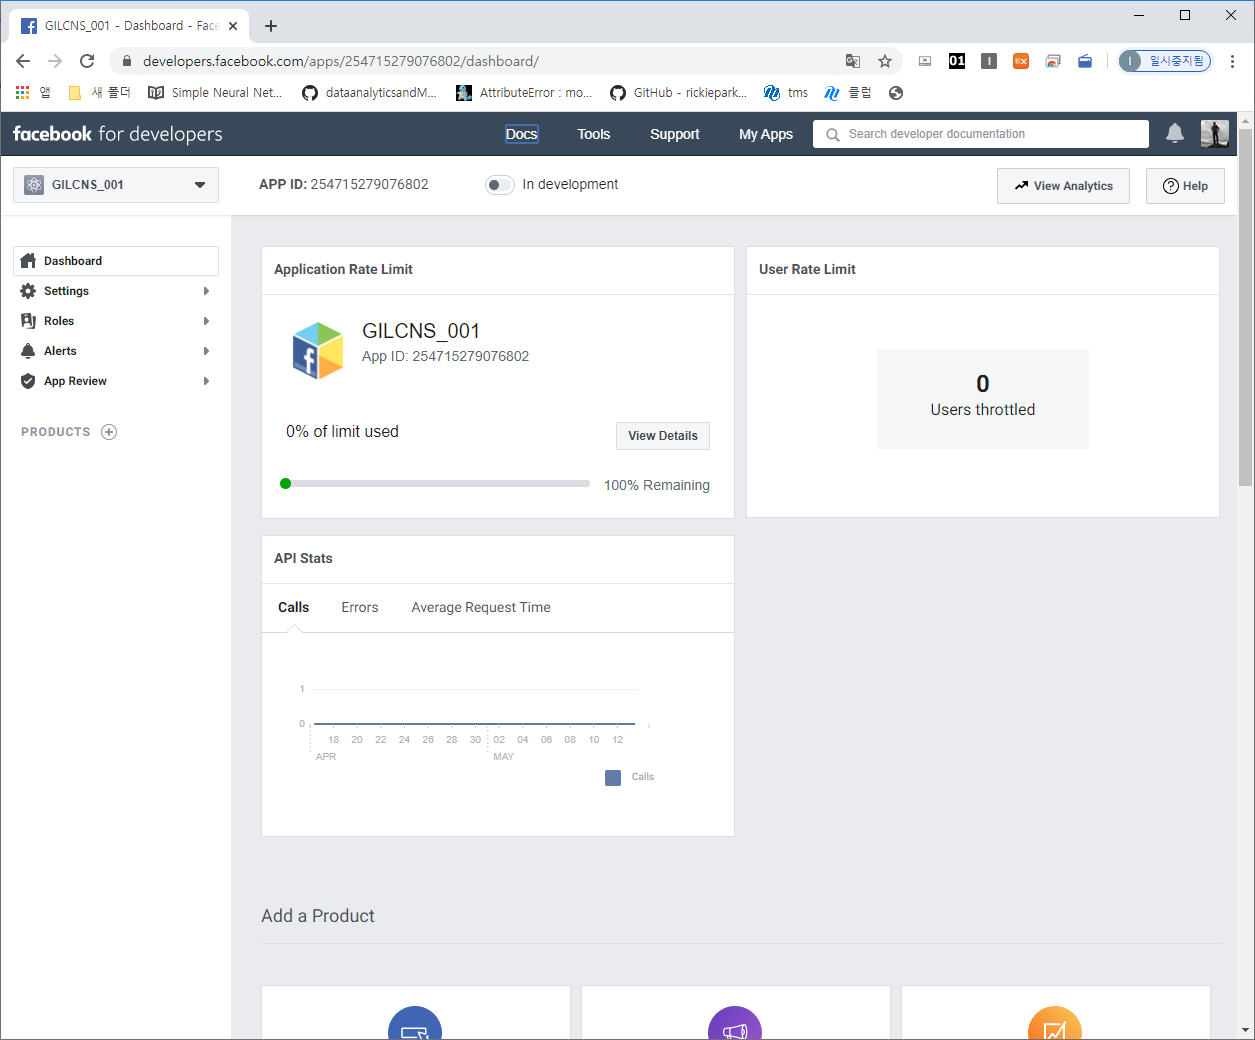 GILCNS_001 - Dashboard - Face
developers.facebook.com/apps/254715279076802/dashboard/
01
EX
I
일시중지됨
앱
새 폴더
Simple Neural Net...
dataanalyticsandM...
AttributeError : mo...
GitHub - rickiepark...
tms
클럽
facebook for developers
Docs
Tools
Support
My Apps
Search developer documentation
GILCNS_001
APP ID: 254715279076802
In development
View Analytics
Help
Dashboard
Settings
Roles
Alerts
App Review
PRODUCTS
Application Rate Limit
GILCNS_001
App ID: 254715279076802
0% of limit used
View Details
100% Remaining
User Rate Limit
0
Users throttled
API Stats
Calls
Errors
Average Request Time
1
0
18 20 22 24 26 28 30 02 04 06 08 10 12
APR MAY
Calls
Add a Product